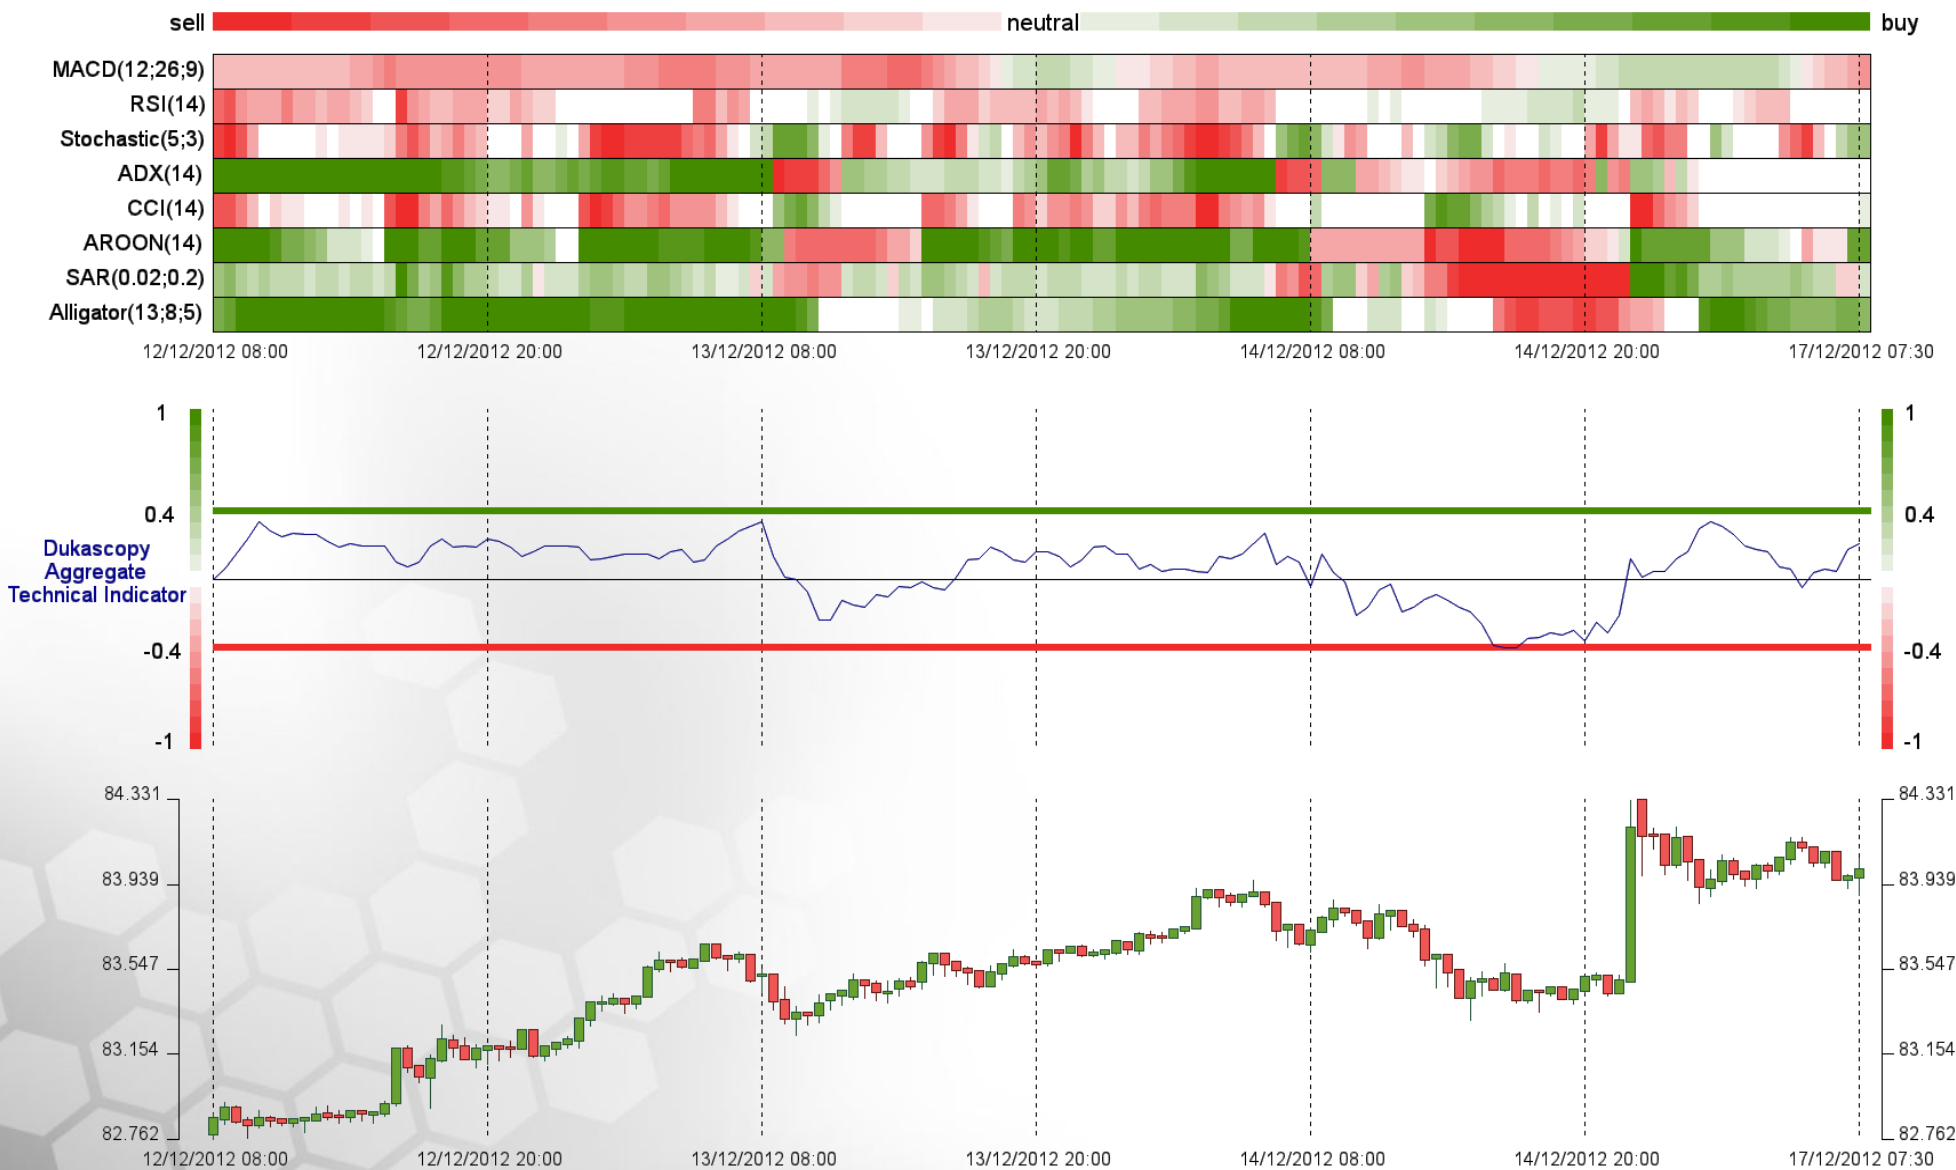 sell neutral buy
MACD(12;26;9)
RSI(14)
Stochastic(5;3)
ADX(14)
CCI(14)
AROON(14)
SAR(0.02;0.2)
Alligator(13;8;5)
12/12/2012 08:00 12/12/2012 20:00 13/12/2012 08:00 13/12/2012 20:00 14/12/2012 08:00 14/12/2012 20:00 17/12/2012 07:30
1 1
0.4 0.4
Dukascopy
Aggregate
Technical Indicator
-0.4 -0.4
-1 -1
84.331 84.331
83.939 83.939
83.547 83.547
83.154 83.154
82.762 82.762
12/12/2012 08:00 12/12/2012 20:00 13/12/2012 08:00 13/12/2012 20:00 14/12/2012 08:00 14/12/2012 20:00 17/12/2012 07:30